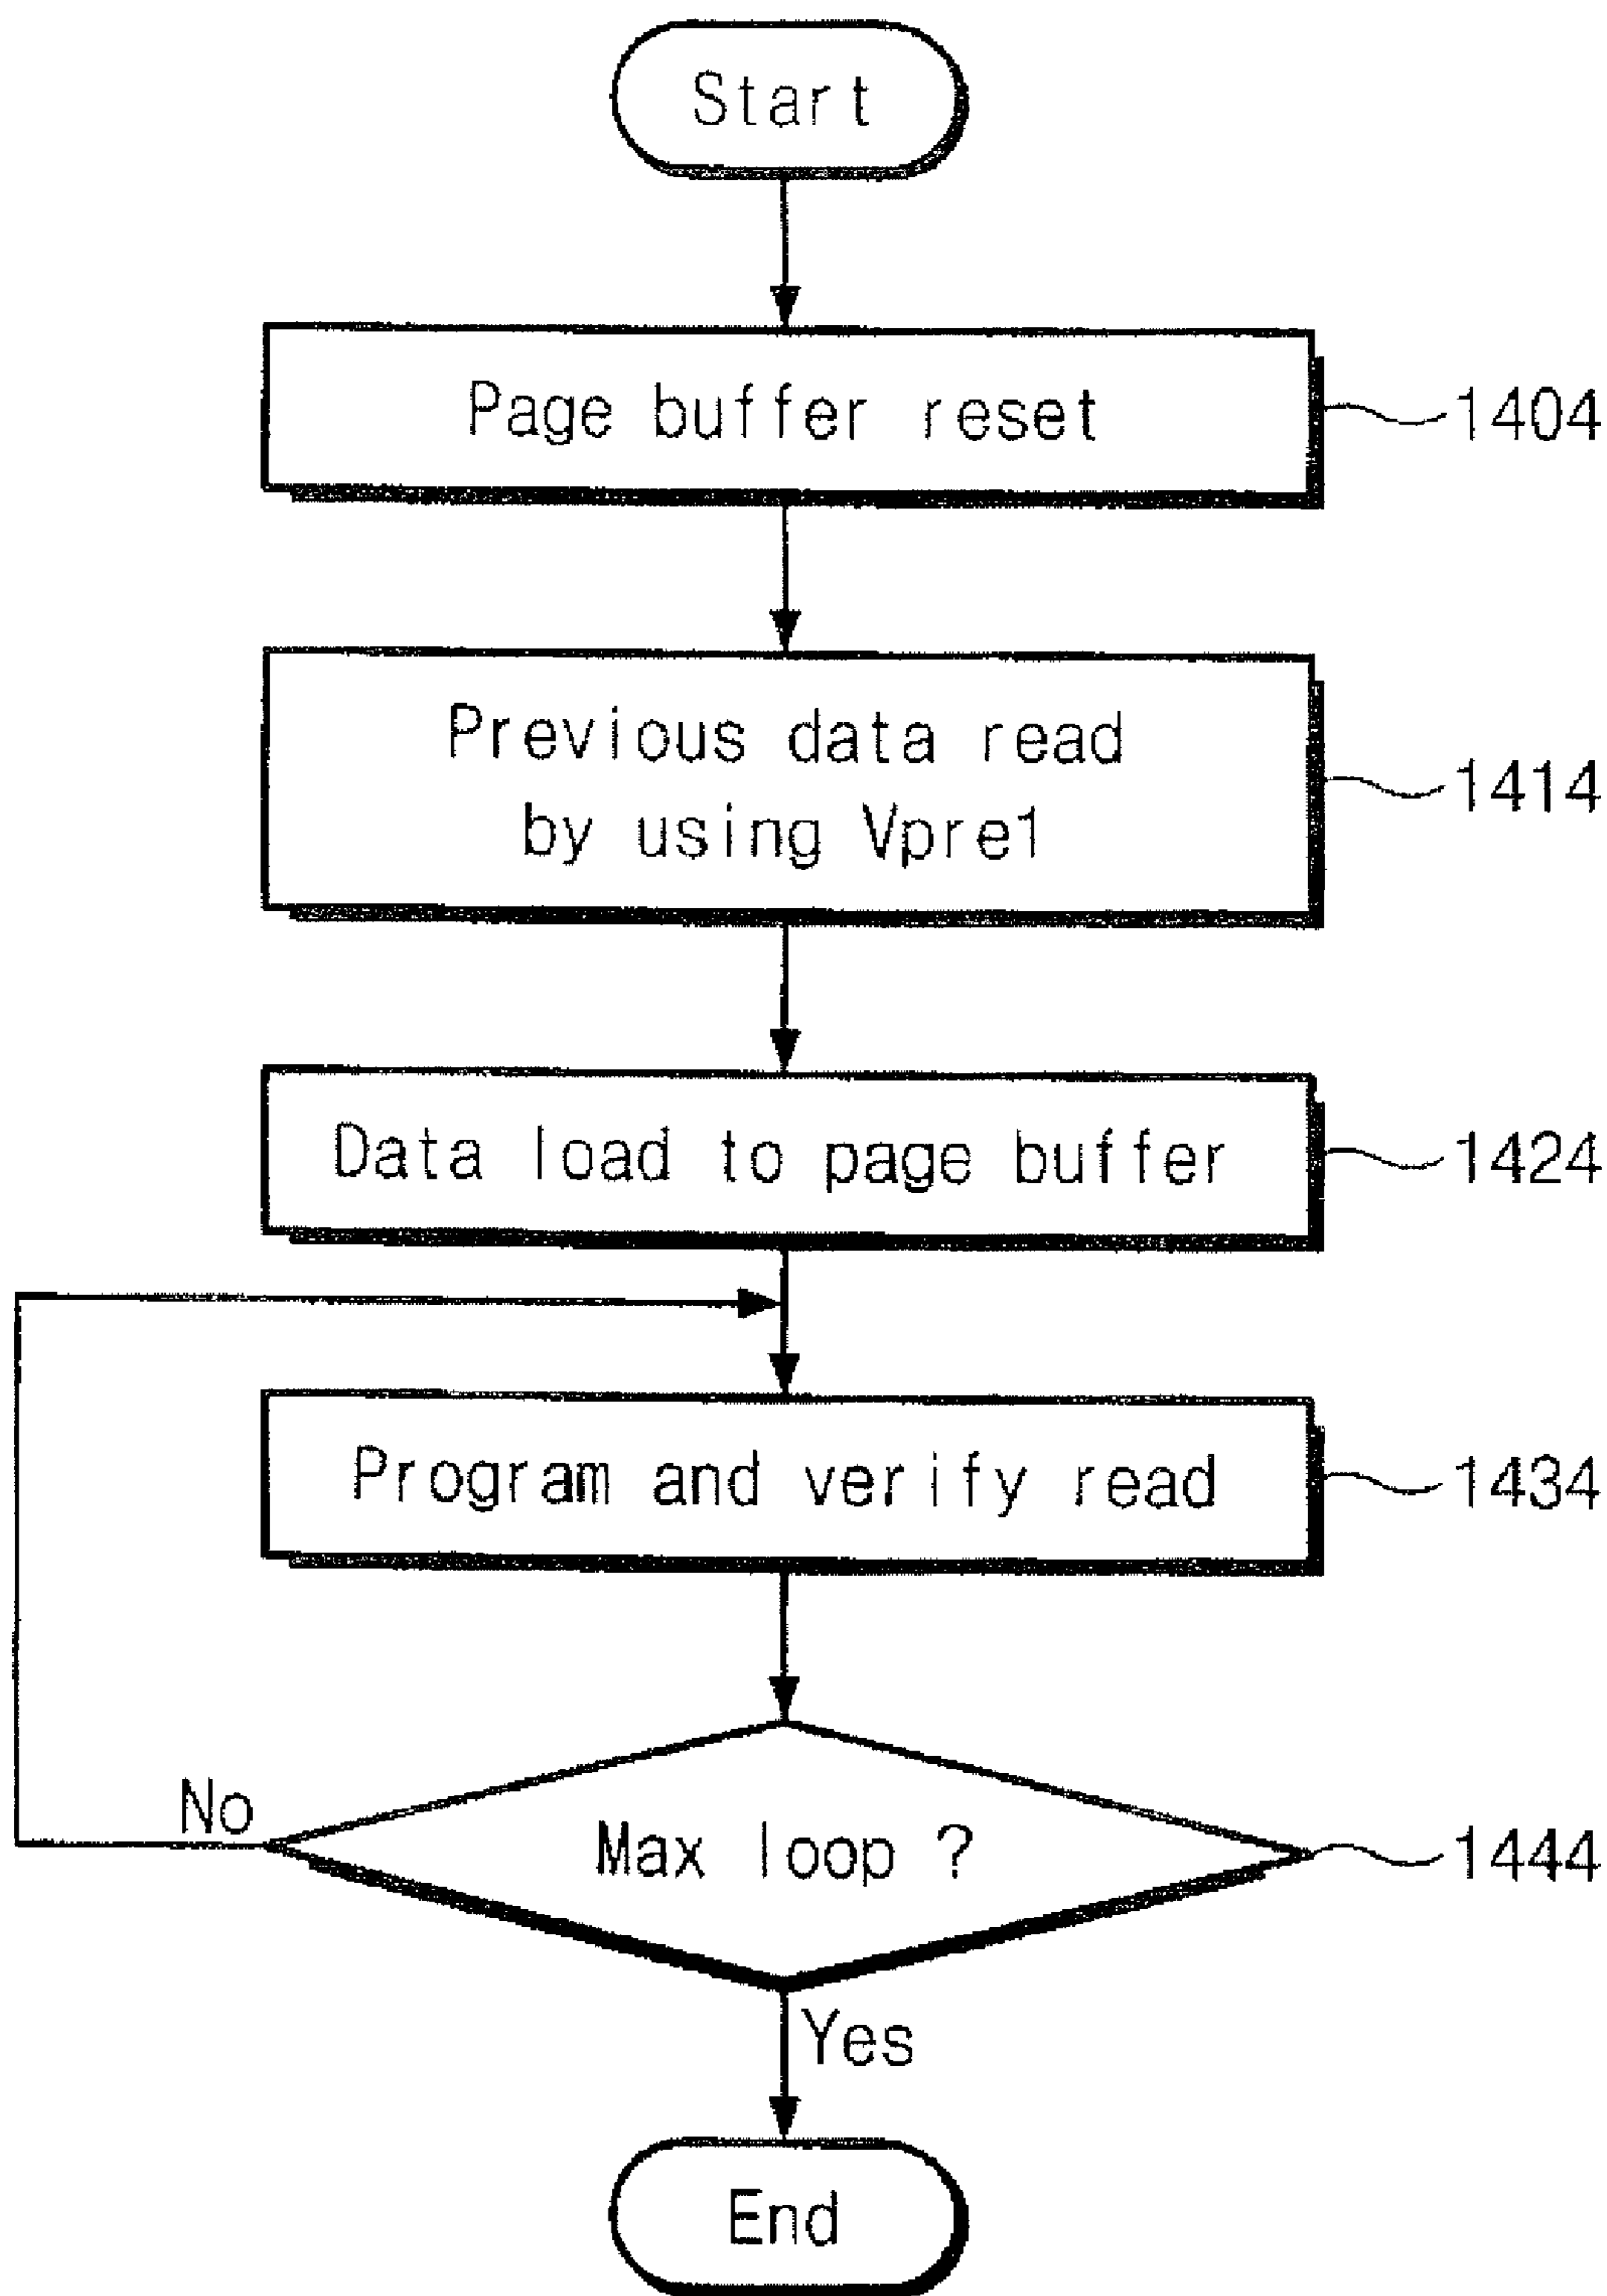 Start
Page buffer reset
1404
Previous data read
by using Vpre1
1414
Data load to page buffer
1424
Program and verify read
1434
No
Max loop ?
1444
Yes
End